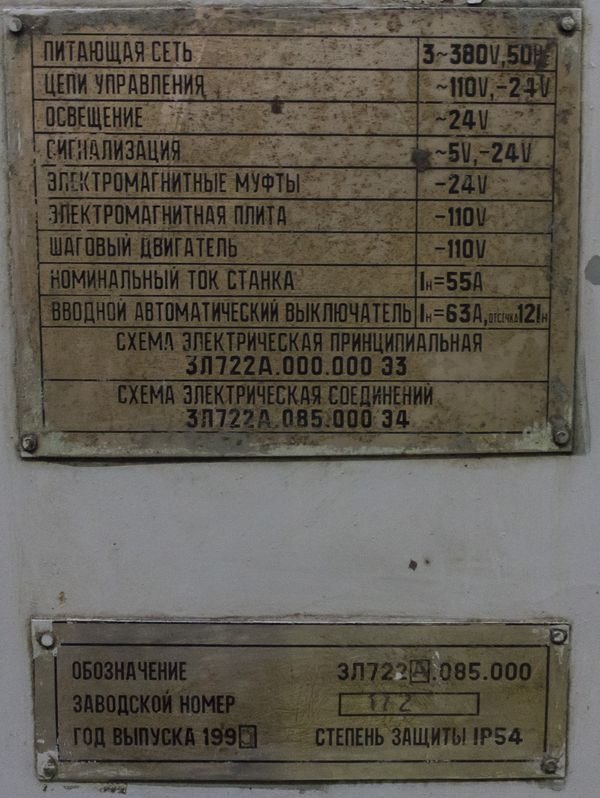 ПИТАЮЩАЯ СЕТЬ 3~380V,50Hz
ЦЕПИ УПРАВЛЕНИЯ ~110V,-24V
ОСВЕЩЕНИЕ ~24V
СИГНАЛИЗАЦИЯ ~5V,-24V
ЭЛЕКТРОМАГНИТНЫЕ МУФТЫ -24V
ЭЛЕКТРОМАГНИТНАЯ ПЛИТА -110V
ШАГОВЫЙ ДВИГАТЕЛЬ -110V
НОМИНАЛЬНЫЙ ТОК СТАНКА Iн=55А
ВВОДНОЙ АВТОМАТИЧЕСКИЙ ВЫКЛЮЧАТЕЛЬ Iн=63А,ОТСЕЧКА12Iн
СХЕМА ЭЛЕКТРИЧЕСКАЯ ПРИНЦИПИАЛЬНАЯ
3Л722А.000.000 Э3
СХЕМА ЭЛЕКТРИЧЕСКАЯ СОЕДИНЕНИЙ
3Л722А.085.000 Э4
ОБОЗНАЧЕНИЕ 3Л722А.085.000
ЗАВОДСКОЙ НОМЕР 172
ГОД ВЫПУСКА 199 СТЕПЕНЬ ЗАЩИТЫ IP54